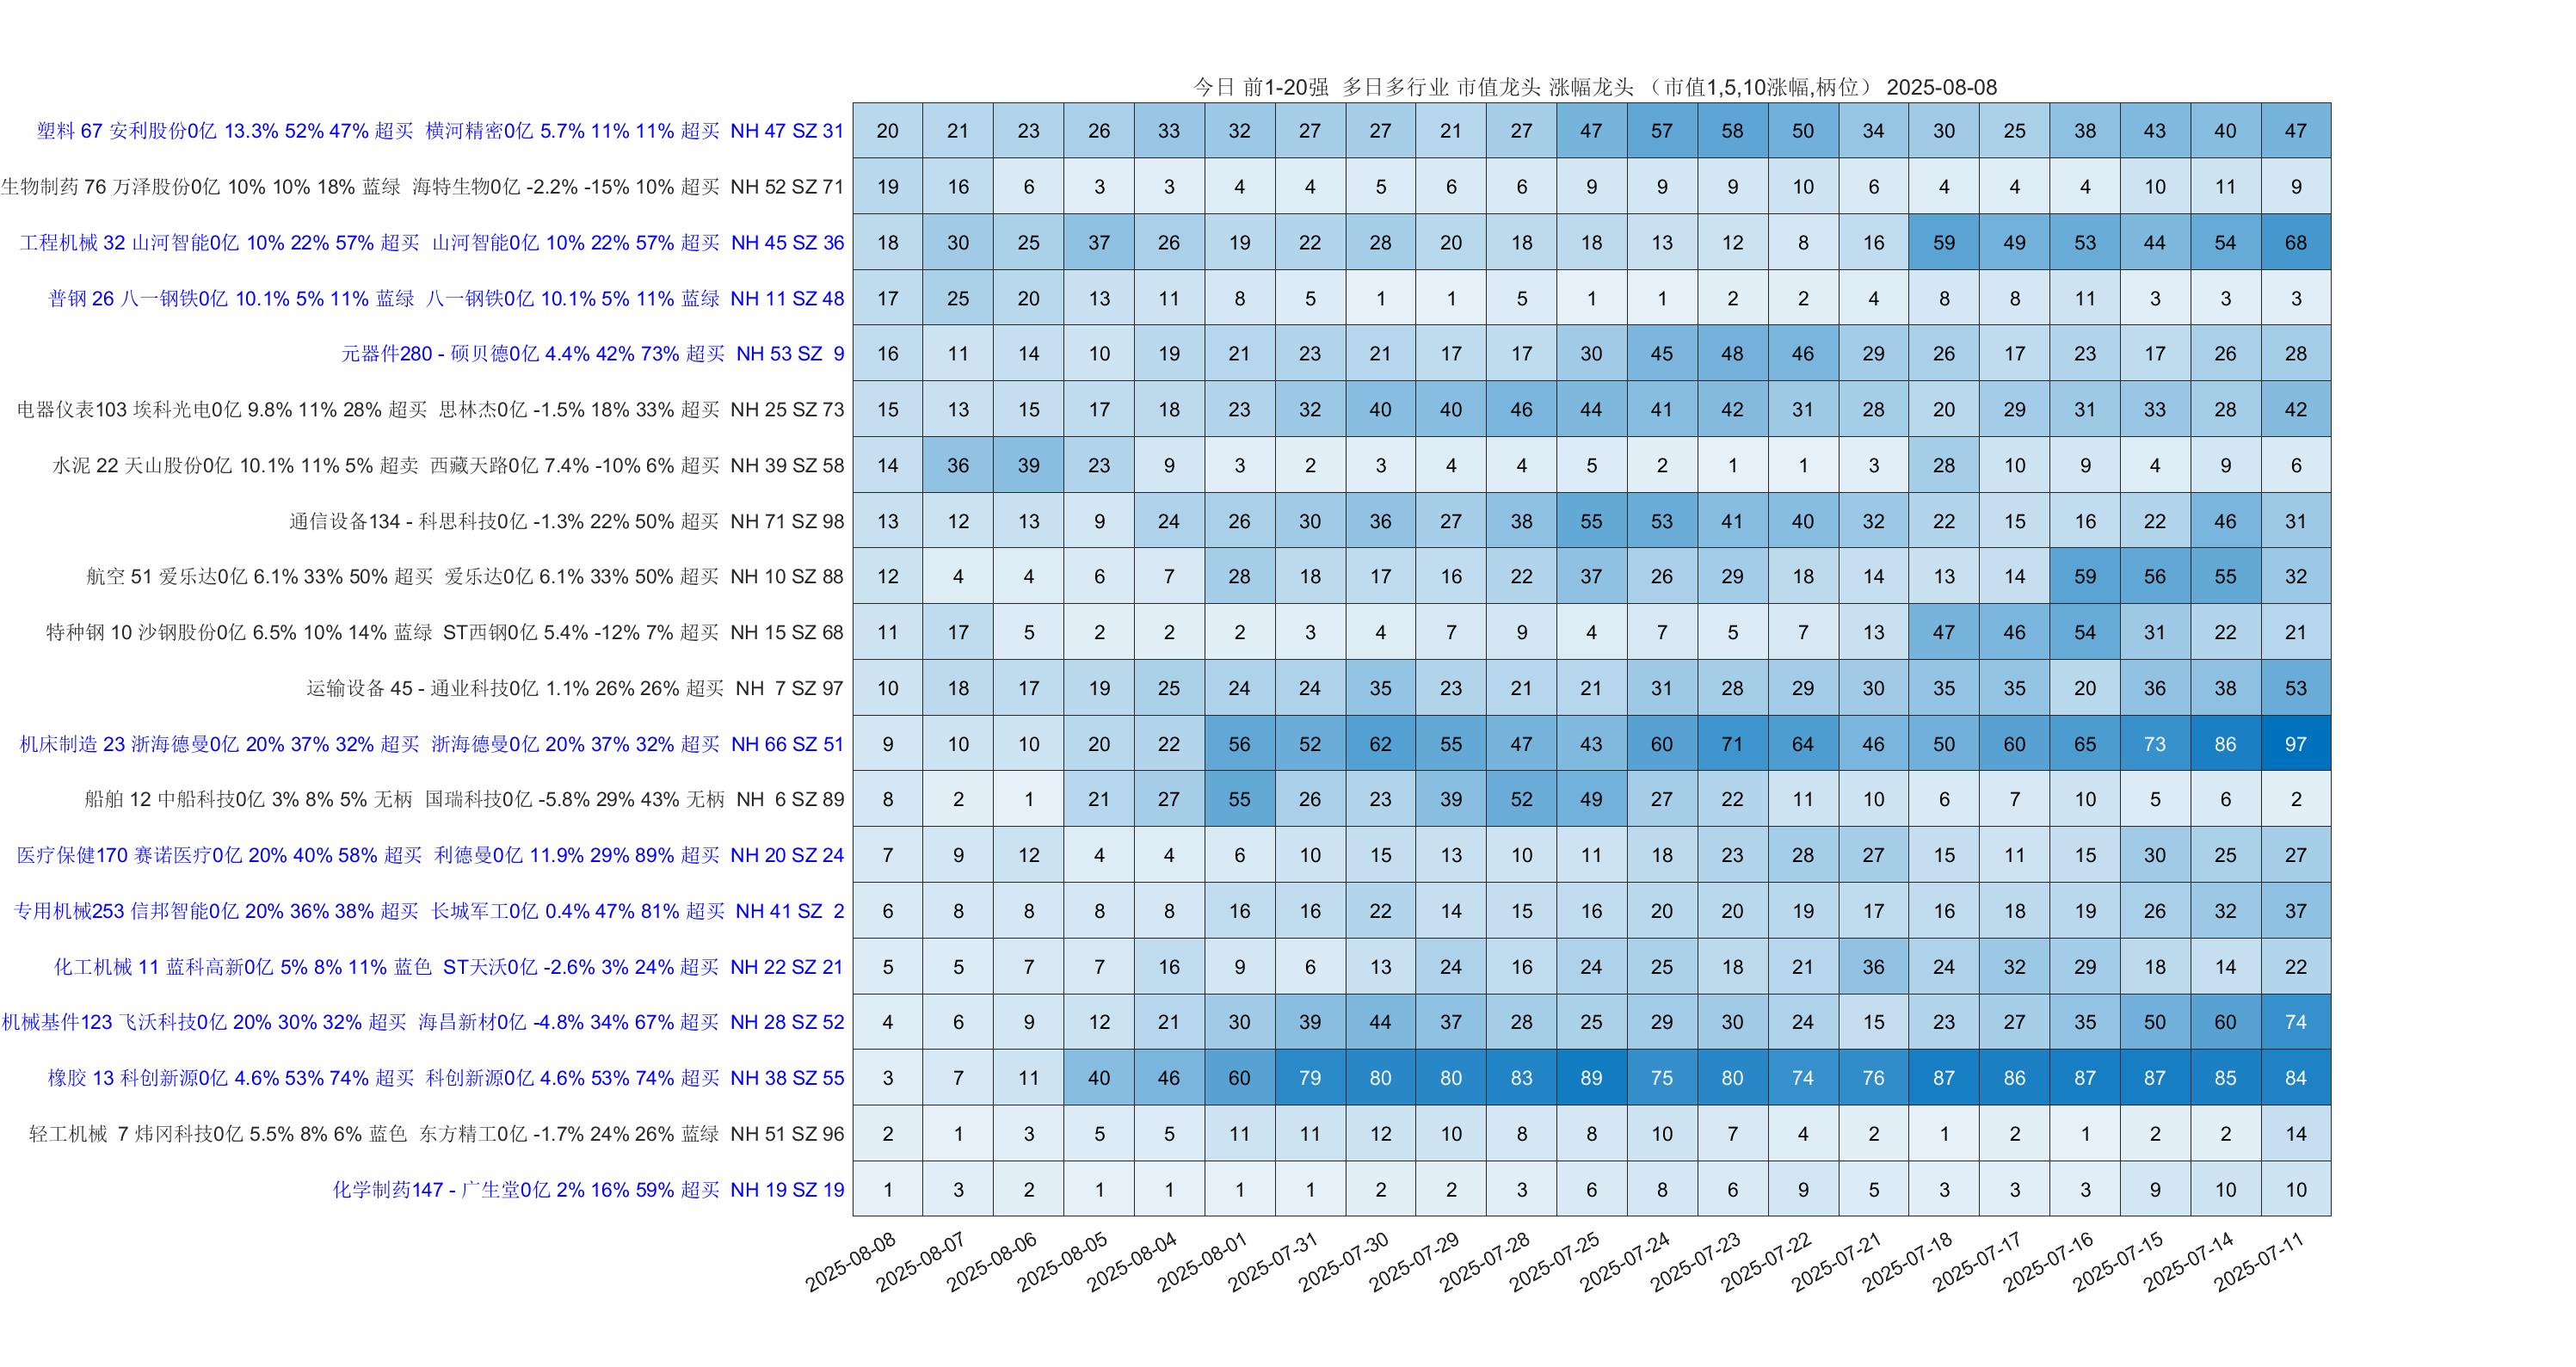 今日 前1-20强 多日多行业 市值龙头 涨幅龙头 （市值1,5,10涨幅,柄位） 2025-08-08
塑料 67 安利股份0亿 13.3% 52% 47% 超买 横河精密0亿 5.7% 11% 11% 超买 NH 47 SZ 31 20 21 23 26 33 32 27 27 21 27 47 57 58 50 34 30 25 38 43 40 47
生物制药 76 万泽股份0亿 10% 10% 18% 蓝绿 海特生物0亿 -2.2% -15% 10% 超买 NH 52 SZ 71 19 16 6 3 3 4 4 5 6 6 9 9 9 10 6 4 4 4 10 11 9
工程机械 32 山河智能0亿 10% 22% 57% 超买 山河智能0亿 10% 22% 57% 超买 NH 45 SZ 36 18 30 25 37 26 19 22 28 20 18 18 13 12 8 16 59 49 53 44 54 68
普钢 26 八一钢铁0亿 10.1% 5% 11% 蓝绿 八一钢铁0亿 10.1% 5% 11% 蓝绿 NH 11 SZ 48 17 25 20 13 11 8 5 1 1 5 1 1 2 2 4 8 8 11 3 3 3
元器件280 - 硕贝德0亿 4.4% 42% 73% 超买 NH 53 SZ 9 16 11 14 10 19 21 23 21 17 17 30 45 48 46 29 26 17 23 17 26 28
电器仪表103 埃科光电0亿 9.8% 11% 28% 超买 思林杰0亿 -1.5% 18% 33% 超买 NH 25 SZ 73 15 13 15 17 18 23 32 40 40 46 44 41 42 31 28 20 29 31 33 28 42
水泥 22 天山股份0亿 10.1% 11% 5% 超卖 西藏天路0亿 7.4% -10% 6% 超买 NH 39 SZ 58 14 36 39 23 9 3 2 3 4 4 5 2 1 1 3 28 10 9 4 9 6
通信设备134 - 科思科技0亿 -1.3% 22% 50% 超买 NH 71 SZ 98 13 12 13 9 24 26 30 36 27 38 55 53 41 40 32 22 15 16 22 46 31
航空 51 爱乐达0亿 6.1% 33% 50% 超买 爱乐达0亿 6.1% 33% 50% 超买 NH 10 SZ 88 12 4 4 6 7 28 18 17 16 22 37 26 29 18 14 13 14 59 56 55 32
特种钢 10 沙钢股份0亿 6.5% 10% 14% 蓝绿 ST西钢0亿 5.4% -12% 7% 超买 NH 15 SZ 68 11 17 5 2 2 2 3 4 7 9 4 7 5 7 13 47 46 54 31 22 21
运输设备 45 - 通业科技0亿 1.1% 26% 26% 超买 NH 7 SZ 97 10 18 17 19 25 24 24 35 23 21 21 31 28 29 30 35 35 20 36 38 53
机床制造 23 浙海德曼0亿 20% 37% 32% 超买 浙海德曼0亿 20% 37% 32% 超买 NH 66 SZ 51 9 10 10 20 22 56 52 62 55 47 43 60 71 64 46 50 60 65 73 86 97
船舶 12 中船科技0亿 3% 8% 5% 无柄 国瑞科技0亿 -5.8% 29% 43% 无柄 NH 6 SZ 89 8 2 1 21 27 55 26 23 39 52 49 27 22 11 10 6 7 10 5 6 2
医疗保健170 赛诺医疗0亿 20% 40% 58% 超买 利德曼0亿 11.9% 29% 89% 超买 NH 20 SZ 24 7 9 12 4 4 6 10 15 13 10 11 18 23 28 27 15 11 15 30 25 27
专用机械253 信邦智能0亿 20% 36% 38% 超买 长城军工0亿 0.4% 47% 81% 超买 NH 41 SZ 2 6 8 8 8 8 16 16 22 14 15 16 20 20 19 17 16 18 19 26 32 37
化工机械 11 蓝科高新0亿 5% 8% 11% 蓝色 ST天沃0亿 -2.6% 3% 24% 超买 NH 22 SZ 21 5 5 7 7 16 9 6 13 24 16 24 25 18 21 36 24 32 29 18 14 22
机械基件123 飞沃科技0亿 20% 30% 32% 超买 海昌新材0亿 -4.8% 34% 67% 超买 NH 28 SZ 52 4 6 9 12 21 30 39 44 37 28 25 29 30 24 15 23 27 35 50 60 74
橡胶 13 科创新源0亿 4.6% 53% 74% 超买 科创新源0亿 4.6% 53% 74% 超买 NH 38 SZ 55 3 7 11 40 46 60 79 80 80 83 89 75 80 74 76 87 86 87 87 85 84
轻工机械 7 炜冈科技0亿 5.5% 8% 6% 蓝色 东方精工0亿 -1.7% 24% 26% 蓝绿 NH 51 SZ 96 2 1 3 5 5 11 11 12 10 8 8 10 7 4 2 1 2 1 2 2 14
化学制药147 - 广生堂0亿 2% 16% 59% 超买 NH 19 SZ 19 1 3 2 1 1 1 1 2 2 3 6 8 6 9 5 3 3 3 9 10 10
2025-08-08 2025-08-07 2025-08-06 2025-08-05 2025-08-04 2025-08-01 2025-07-31 2025-07-30 2025-07-29 2025-07-28 2025-07-25 2025-07-24 2025-07-23 2025-07-22 2025-07-21 2025-07-18 2025-07-17 2025-07-16 2025-07-15 2025-07-14 2025-07-11